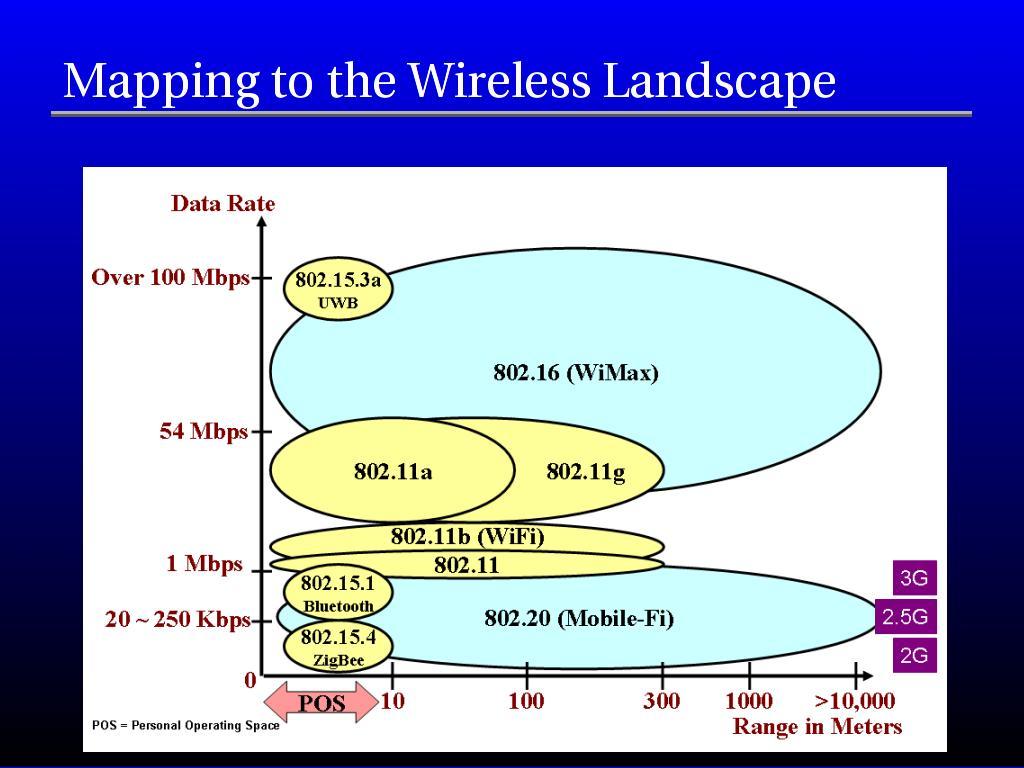 Mapping to the Wireless Landscape
Data Rate
Over 100 Mbps
802.15.3a
UWB
802.16 (WiMax)
54 Mbps
802.11a
802.11g
802.11b (WiFi)
1 Mbps
802.11
802.15.1
Bluetooth
3G
20 ~ 250 Kbps
802.20 (Mobile-Fi)
2.5G
802.15.4
ZigBee
2G
0
POS
10
100
300
1000
>10,000
POS = Personal Operating Space
Range in Meters